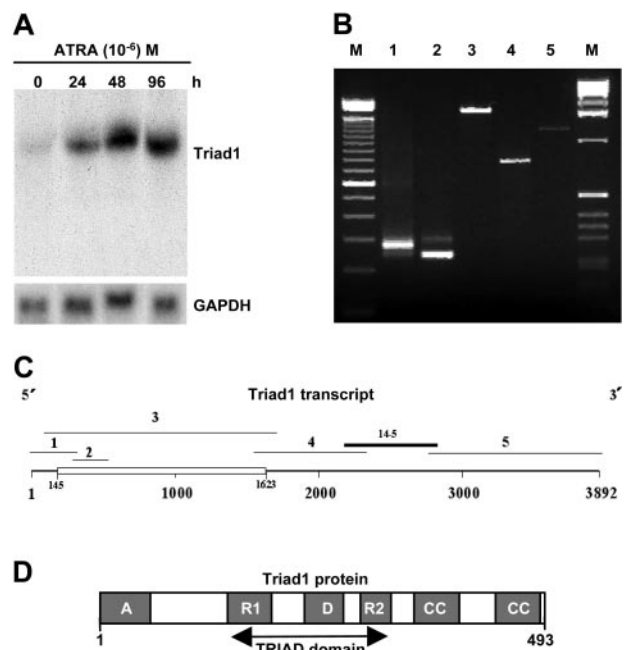 A
ATRA (10⁻⁶) M
0 24 48 96 h
Triad1
GAPDH
B
M 1 2 3 4 5 M
C
5´ Triad1 transcript 3´
3
14-5
1 4 5
2
1 145 1000 1623 2000 3000 3892
D
Triad1 protein
A R1 D R2 CC CC
1 493
TRIAD domain